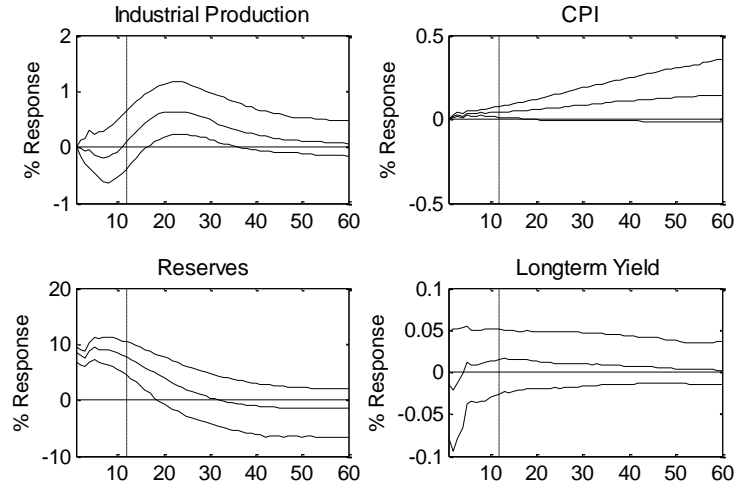 Industrial Production
2
1
0
-1
% Response
10 20 30 40 50 60
CPI
0.5
0
-0.5
% Response
10 20 30 40 50 60
Reserves
20
10
0
-10
% Response
10 20 30 40 50 60
Longterm Yield
0.1
0.05
0
-0.05
-0.1
% Response
10 20 30 40 50 60